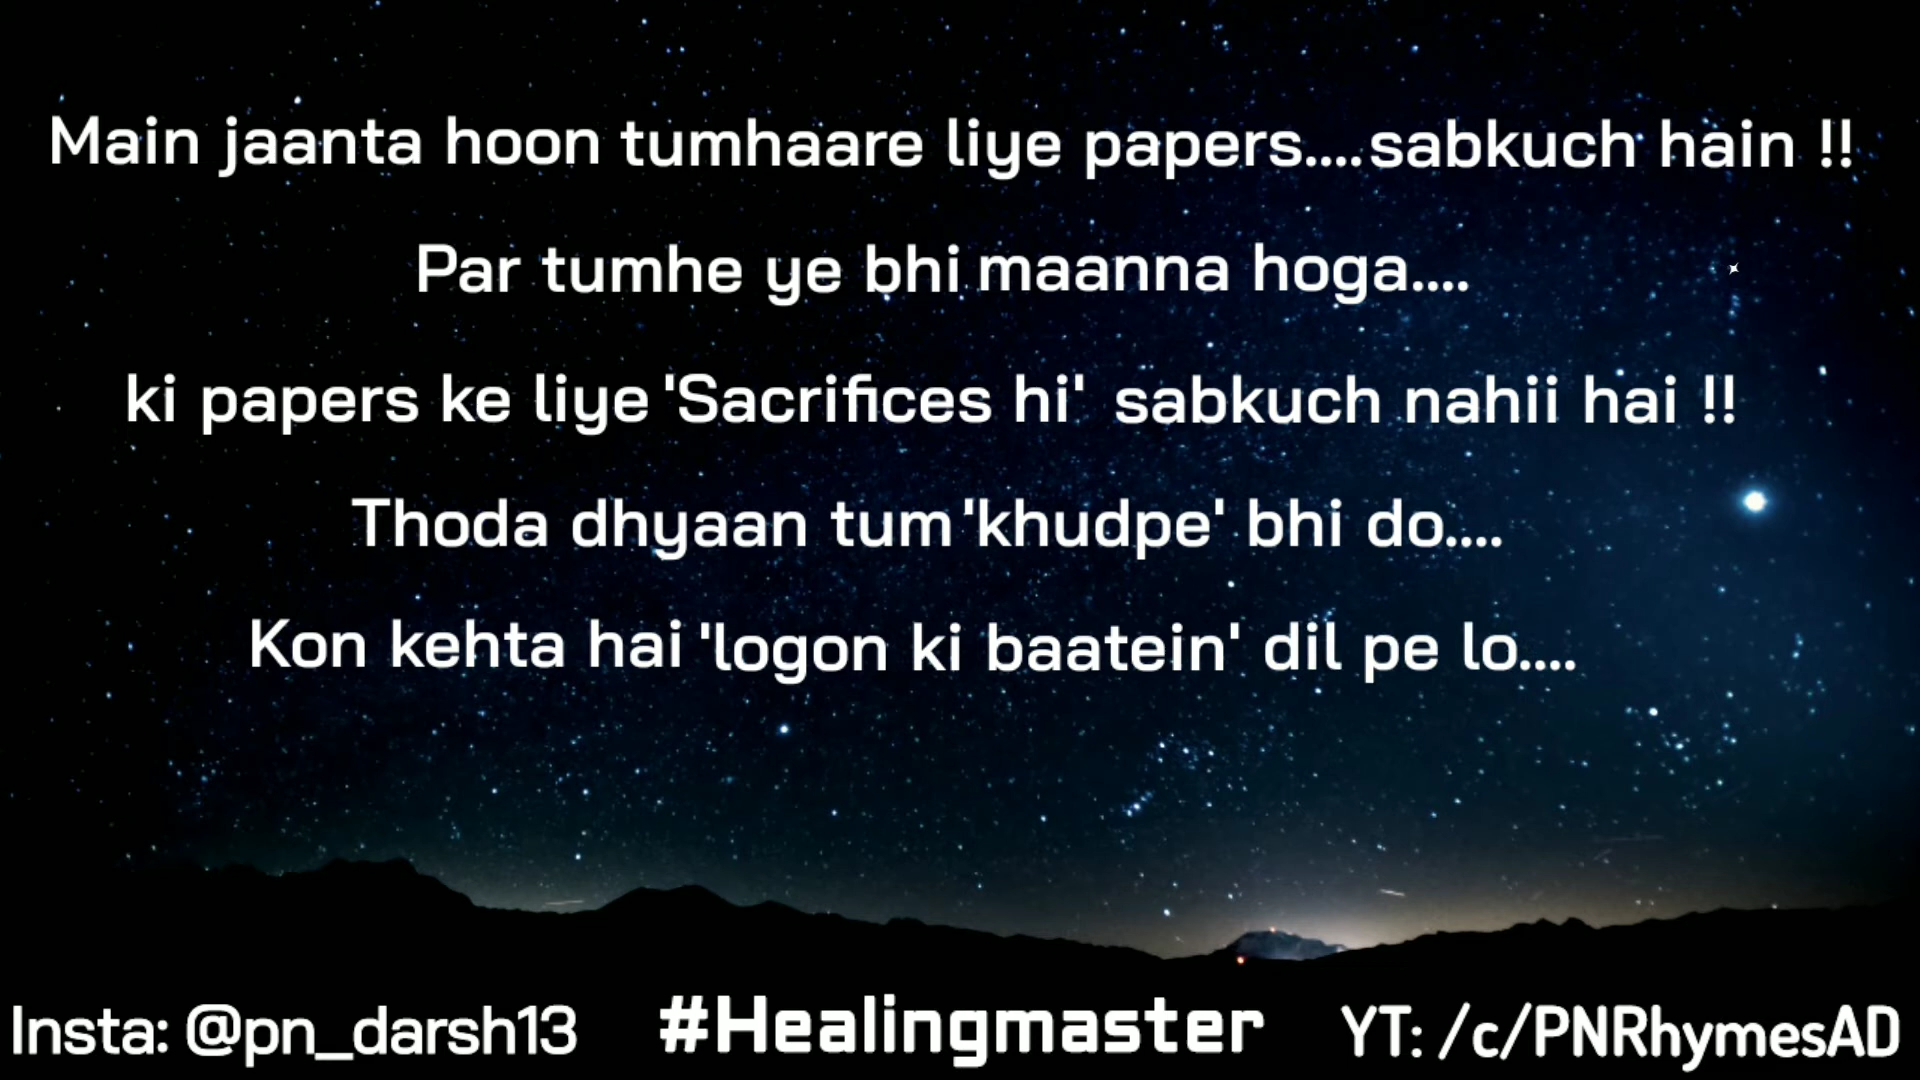 Main jaanta hoon tumhaare liye papers....sabkuch hain !!
Par tumhe ye bhi maanna hoga....
ki papers ke liye 'Sacrifices hi' sabkuch nahii hai !!
Thoda dhyaan tum 'khudpe' bhi do....
Kon kehta hai 'logon ki baatein' dil pe lo....
Insta: @pn_darsh13 #Healingmaster YT: /c/PNRhymesAD